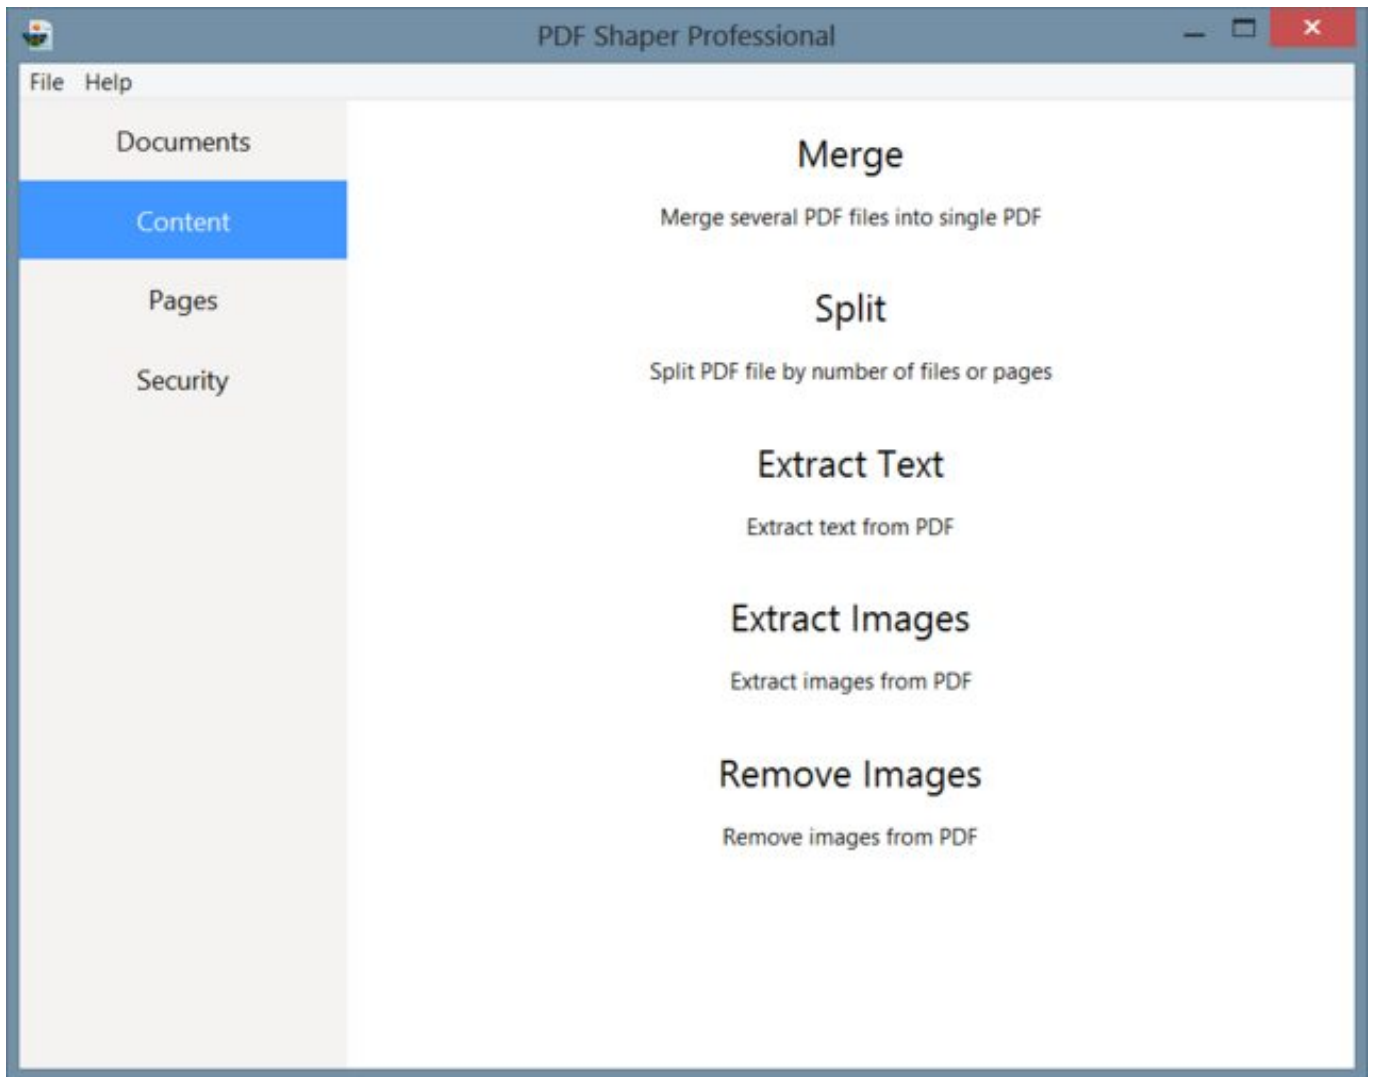 PDF Shaper Professional
File Help
Documents
Content
Pages
Security
Merge
Merge several PDF files into single PDF
Split
Split PDF file by number of files or pages
Extract Text
Extract text from PDF
Extract Images
Extract images from PDF
Remove Images
Remove images from PDF